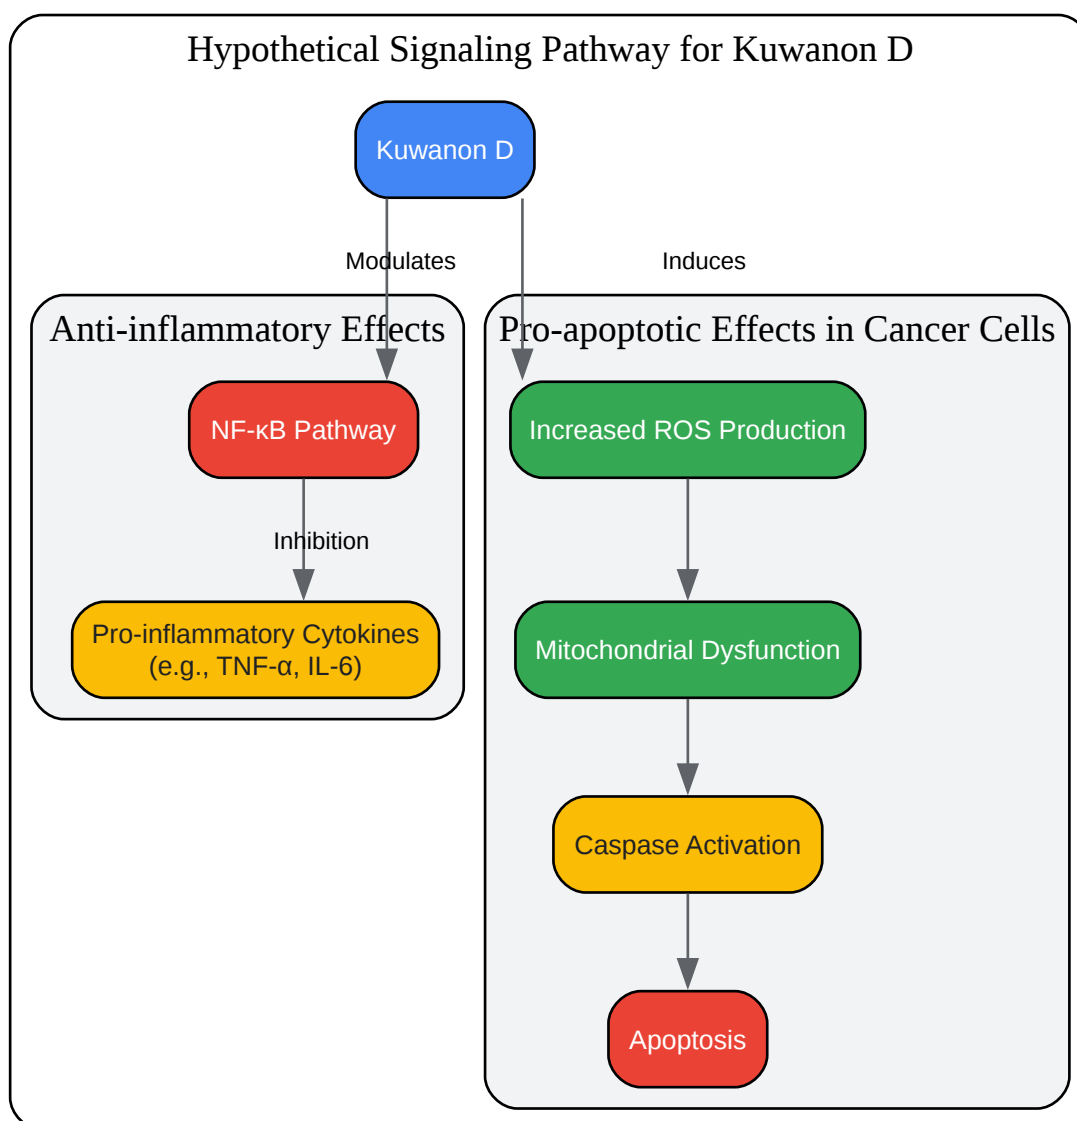 Hypothetical Signaling Pathway for Kuwanon D
Kuwanon D
Modulates
Induces
Anti-inflammatory Effects
Pro-apoptotic Effects in Cancer Cells
NF-κB Pathway
Increased ROS Production
Inhibition
Pro-inflammatory Cytokines
(e.g., TNF-α, IL-6)
Mitochondrial Dysfunction
Caspase Activation
Apoptosis